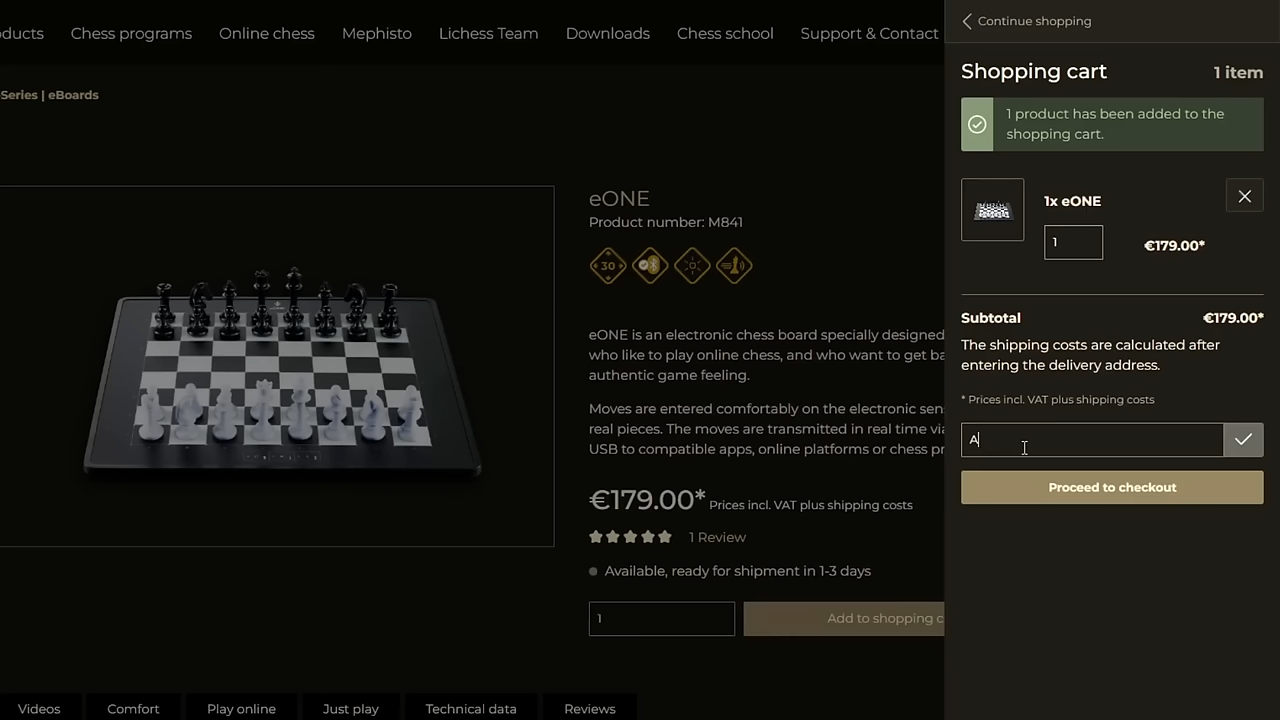 Chess programs
Online chess
Mephisto
Lichess Team
Downloads
Chess school
Support & Contact
Series | eBoards
eONE
Product number: M841
30
eONE is an electronic chess board specially designed
who like to play online chess, and who want to get
authentic game feeling.
Moves are entered comfortably on the electronic
real pieces. The moves are transmitted in real time
USB to compatible apps, online platforms or chess
€179.00* Prices incl. VAT plus shipping costs
1 Review
Available, ready for shipment in 1-3 days
1
Add to shopping
Videos
Comfort
Play online
Just play
Technical data
Reviews
Continue shopping
Shopping cart
1 item
1 product has been added to the
shopping cart.
1x eONE
1
€179.00*
Subtotal
€179.00*
The shipping costs are calculated after
entering the delivery address.
* Prices incl. VAT plus shipping costs
A
Proceed to checkout